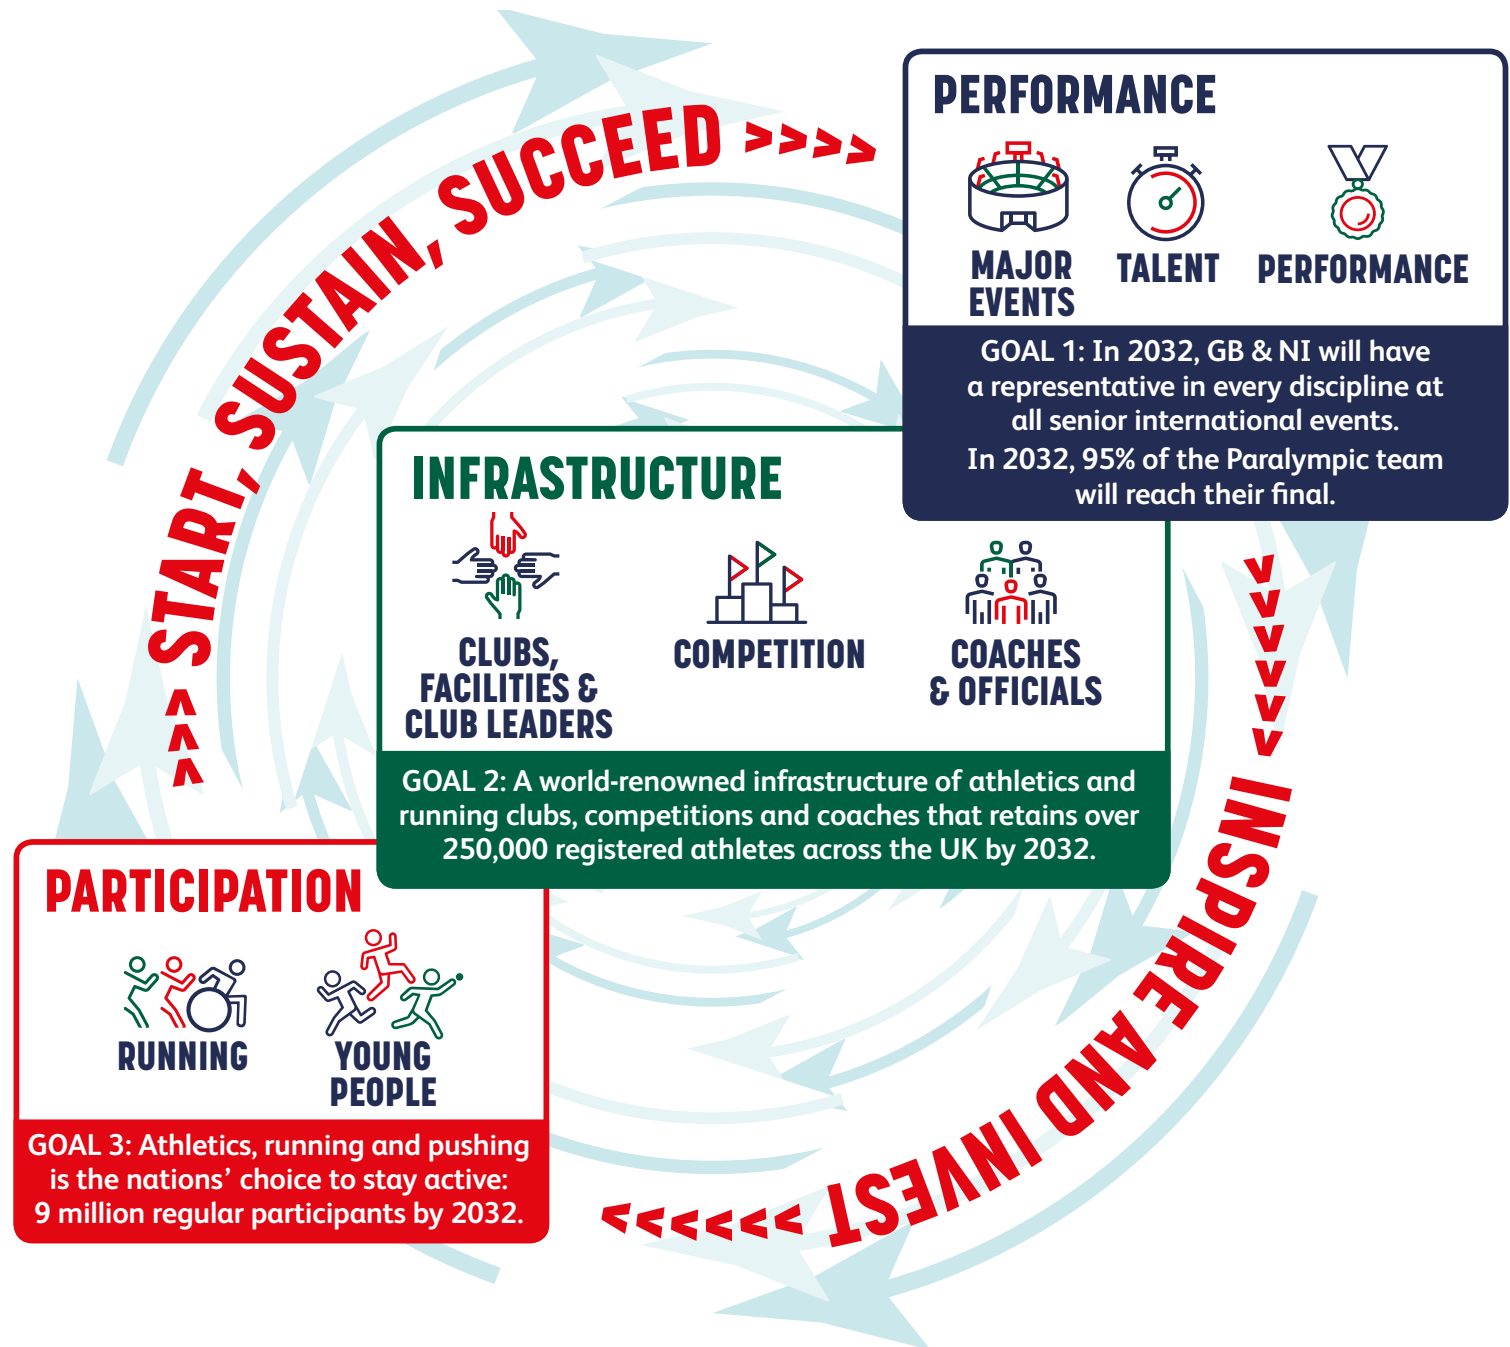 START, SUSTAIN, SUCCEED
PERFORMANCE
MAJOR
EVENTS
TALENT
PERFORMANCE
GOAL 1: In 2032, GB & NI will have
a representative in every discipline at
all senior international events.
In 2032, 95% of the Paralympic team
will reach their final.
INFRASTRUCTURE
CLUBS,
FACILITIES &
CLUB LEADERS
COMPETITION
COACHES
& OFFICIALS
GOAL 2: A world-renowned infrastructure of athletics and
running clubs, competitions and coaches that retains over
250,000 registered athletes across the UK by 2032.
PARTICIPATION
RUNNING
YOUNG
PEOPLE
GOAL 3: Athletics, running and pushing
is the nations’ choice to stay active:
9 million regular participants by 2032.
INSPIRE AND INVEST